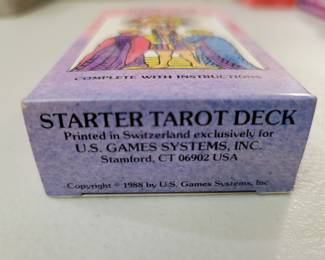 COMPLETE WITH INSTRUCTIONS
STARTER TAROT DECK
Printed in Switzerland exclusively for
U.S. GAMES SYSTEMS, INC.
Stamford, CT 06902 USA
Copyright © 1988 by U.S. Games Systems, Inc